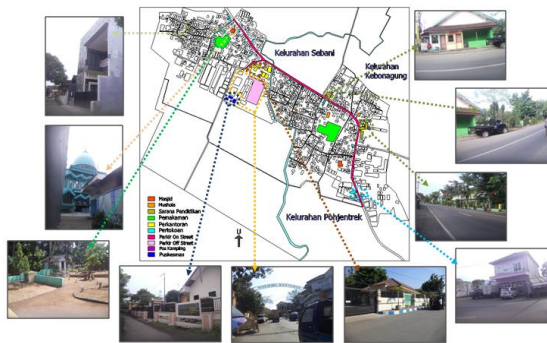 Kelurahan Sebani
Kelurahan
Kebonagung
Kelurahan Pohjentrek
U
Masjid
Mushola
Sarana Pendidikan
Pemakaman
Perkantoran
Pertokoan
Parkir On Street
Parkir Off Street
Pos Kamping
Puskesmas